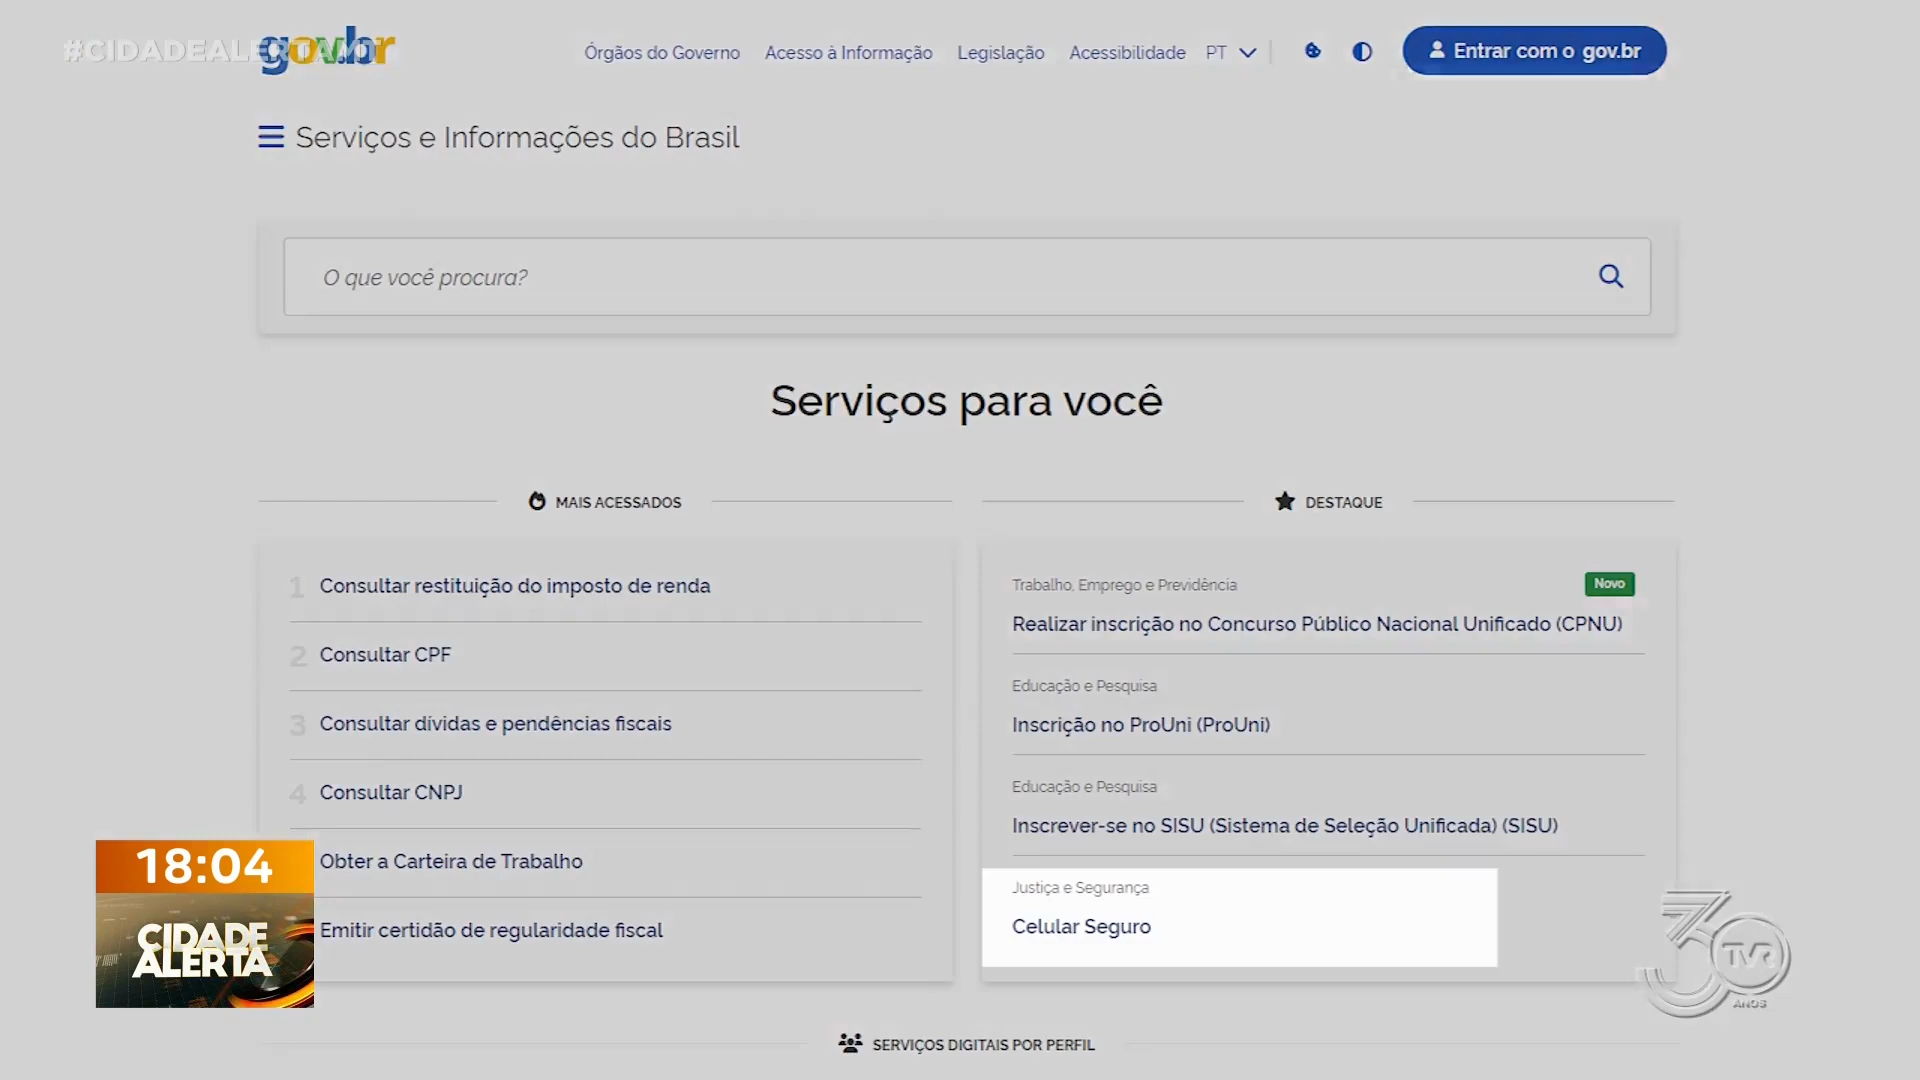 #CIDADEALERTAMT
gov.br
Órgãos do Governo
Acesso à Informação
Legislação
Acessibilidade
PT
Entrar com o gov.br
Serviços e Informações do Brasil
O que você procura?
Serviços para você
MAIS ACESSADOS
1 Consultar restituição do imposto de renda
2 Consultar CPF
3 Consultar dívidas e pendências fiscais
4 Consultar CNPJ
Obter a Carteira de Trabalho
Emitir certidão de regularidade fiscal
DESTAQUE
Trabalho, Emprego e Previdência
Novo
Realizar inscrição no Concurso Público Nacional Unificado (CPNU)
Educação e Pesquisa
Inscrição no ProUni (ProUni)
Educação e Pesquisa
Inscrever-se no SISU (Sistema de Seleção Unificada) (SISU)
Justiça e Segurança
Celular Seguro
18:04
CIDADE
ALERTA
30
TVR
ANOS
SERVIÇOS DIGITAIS POR PERFIL